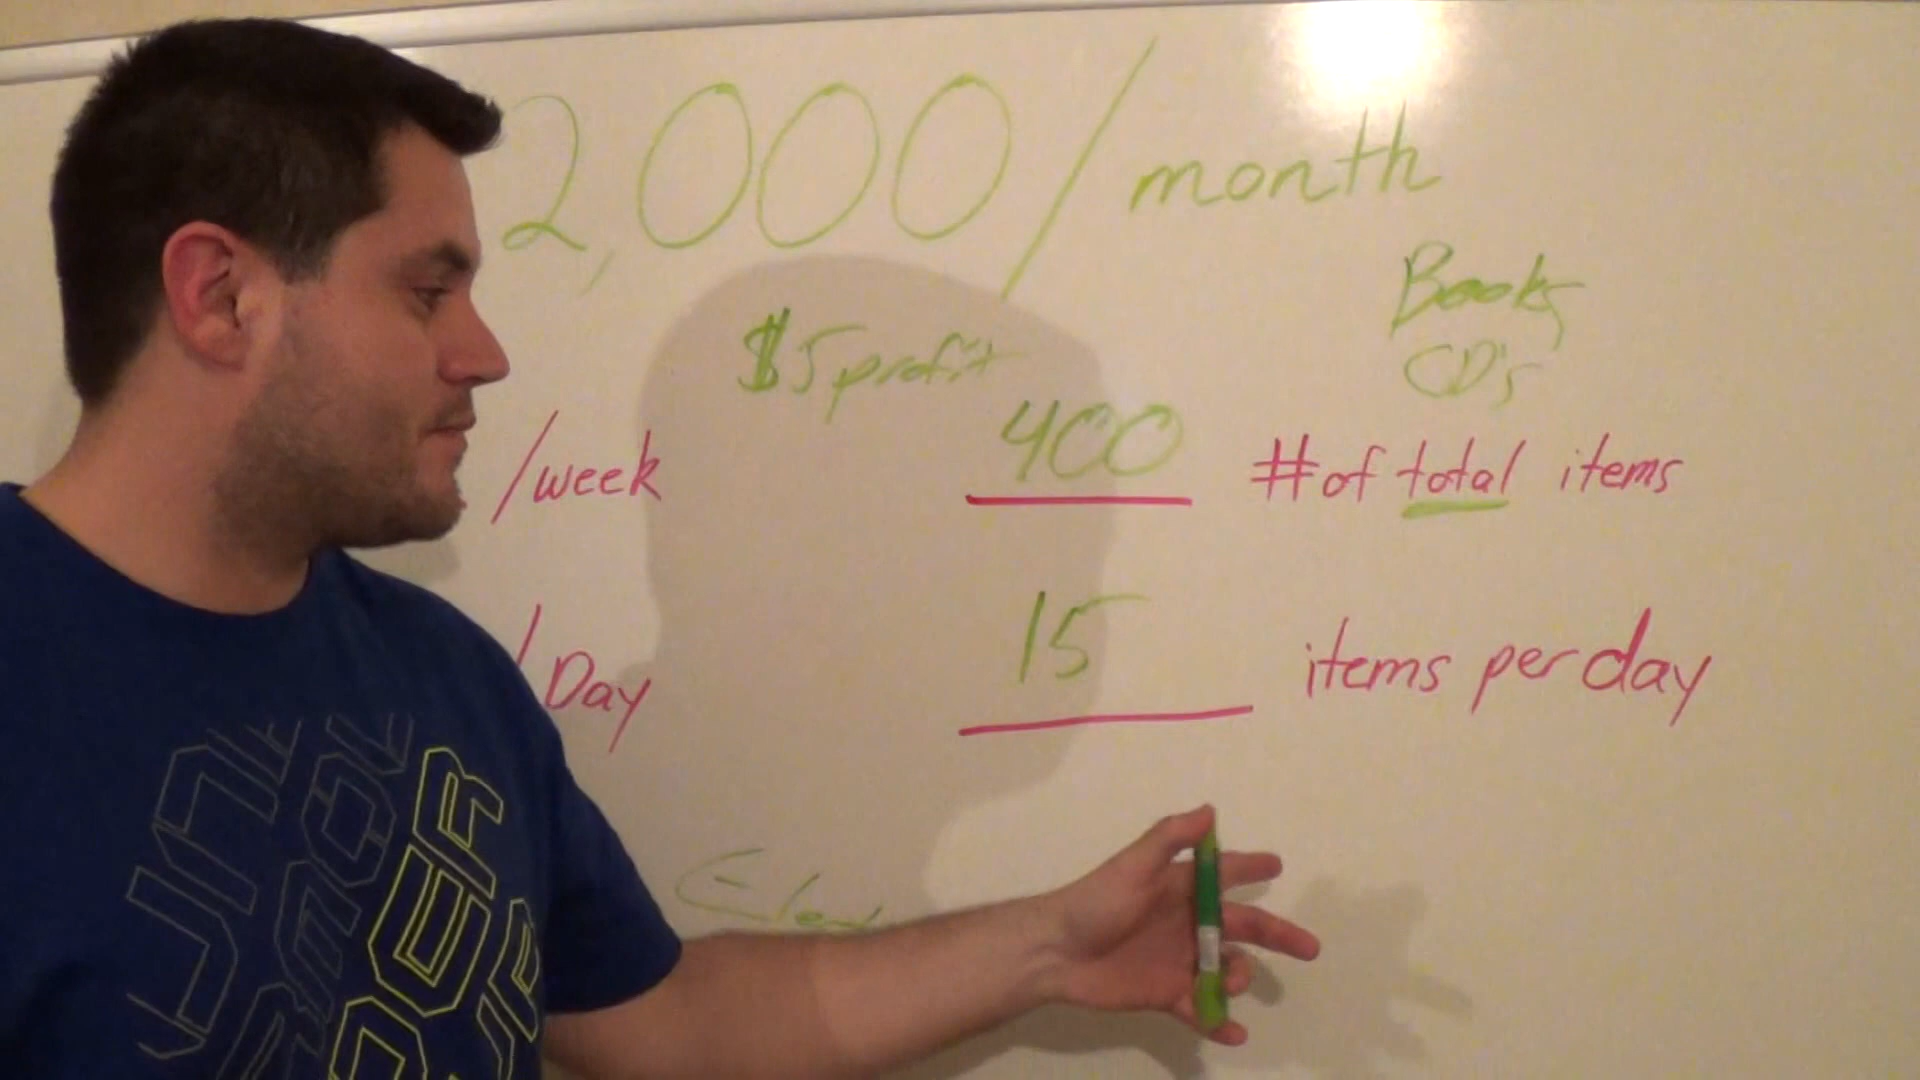 2,000/month
Books
CD's
$5 profit
/week 400 # of total items
/Day 15 items per day